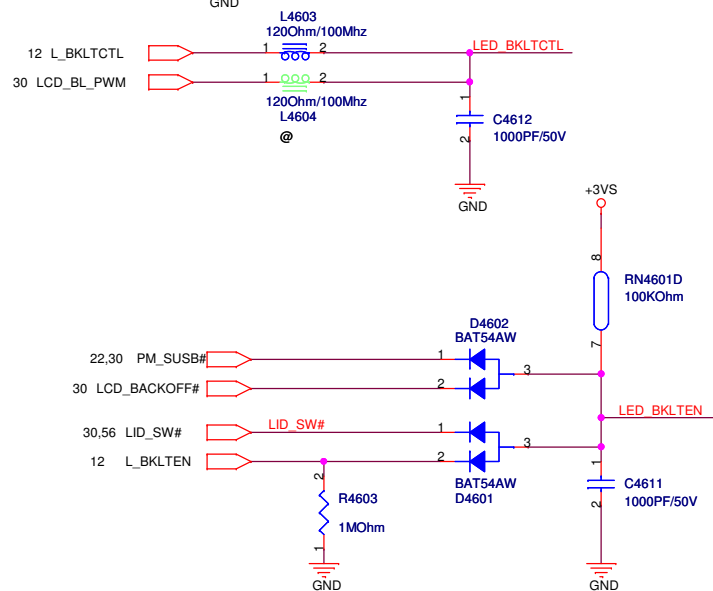 GND
L4603
120Ohm/100Mhz
12 L_BKLTCTL
1
2
LED_BKLTCTL
30 LCD_BL_PWM
1
2
120Ohm/100Mhz
L4604
@
1
C4612
1000PF/50V
2
GND
+3VS
8
RN4601D
100KOhm
7
D4602
BAT54AW
22,30 PM_SUSB#
1
3
30 LCD_BACKOFF#
2
LED_BKLTEN
30,56 LID_SW#
LID_SW#
1
3
12 L_BKLTEN
2
BAT54AW
D4601
1
C4611
1000PF/50V
2
2
R4603
1MOhm
1
GND
GND